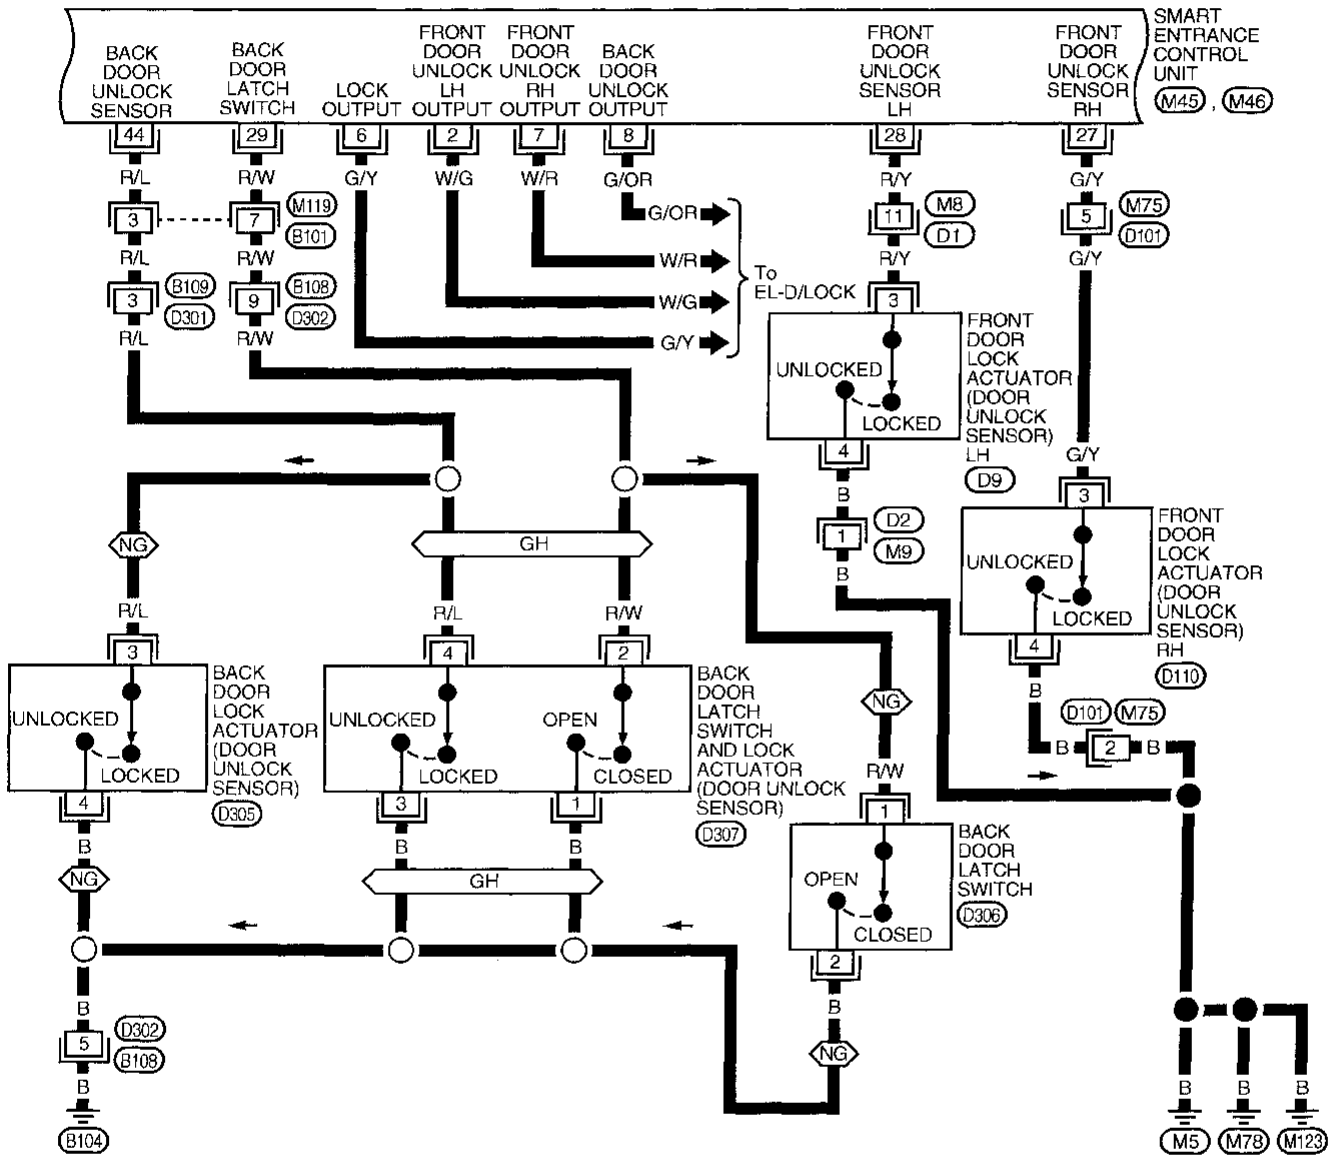 SMART
ENTRANCE
CONTROL
UNIT
M45 , M46
BACK
DOOR
UNLOCK
SENSOR
BACK
DOOR
LATCH
SWITCH
LOCK
OUTPUT
FRONT
DOOR
UNLOCK
LH
OUTPUT
FRONT
DOOR
UNLOCK
RH
OUTPUT
BACK
DOOR
UNLOCK
OUTPUT
FRONT
DOOR
UNLOCK
SENSOR
LH
FRONT
DOOR
UNLOCK
SENSOR
RH
44 29 6 2 7 8 28 27
R/L R/W G/Y W/G W/R G/OR R/Y G/Y
3 7 M119
B101
G/OR
W/R
W/G
G/Y
To
EL-D/LOCK
11 M8
D1
5 M75
D101
R/L R/W R/Y G/Y
3 B109
D301
9 B108
D302
R/L R/W
3
UNLOCKED
LOCKED
4
FRONT
DOOR
LOCK
ACTUATOR
(DOOR
UNLOCK
SENSOR)
LH
D9
B
1 D2
M9
B
G/Y
3
UNLOCKED
LOCKED
4
FRONT
DOOR
LOCK
ACTUATOR
(DOOR
UNLOCK
SENSOR)
RH
D110
B
D101 M75
B 2 B
NG
GH
R/L R/L R/W
3
UNLOCKED
LOCKED
4
BACK
DOOR
LOCK
ACTUATOR
(DOOR
UNLOCK
SENSOR)
D305
4 2
UNLOCKED
LOCKED
OPEN
CLOSED
3 1
BACK
DOOR
LATCH
SWITCH
AND LOCK
ACTUATOR
(DOOR UNLOCK
SENSOR)
D307
NG
R/W
1
OPEN
CLOSED
2
BACK
DOOR
LATCH
SWITCH
D306
B B B
NG
GH
B
NG
B
5 D302
B108
B
B104
B B B
M5 M78 M123